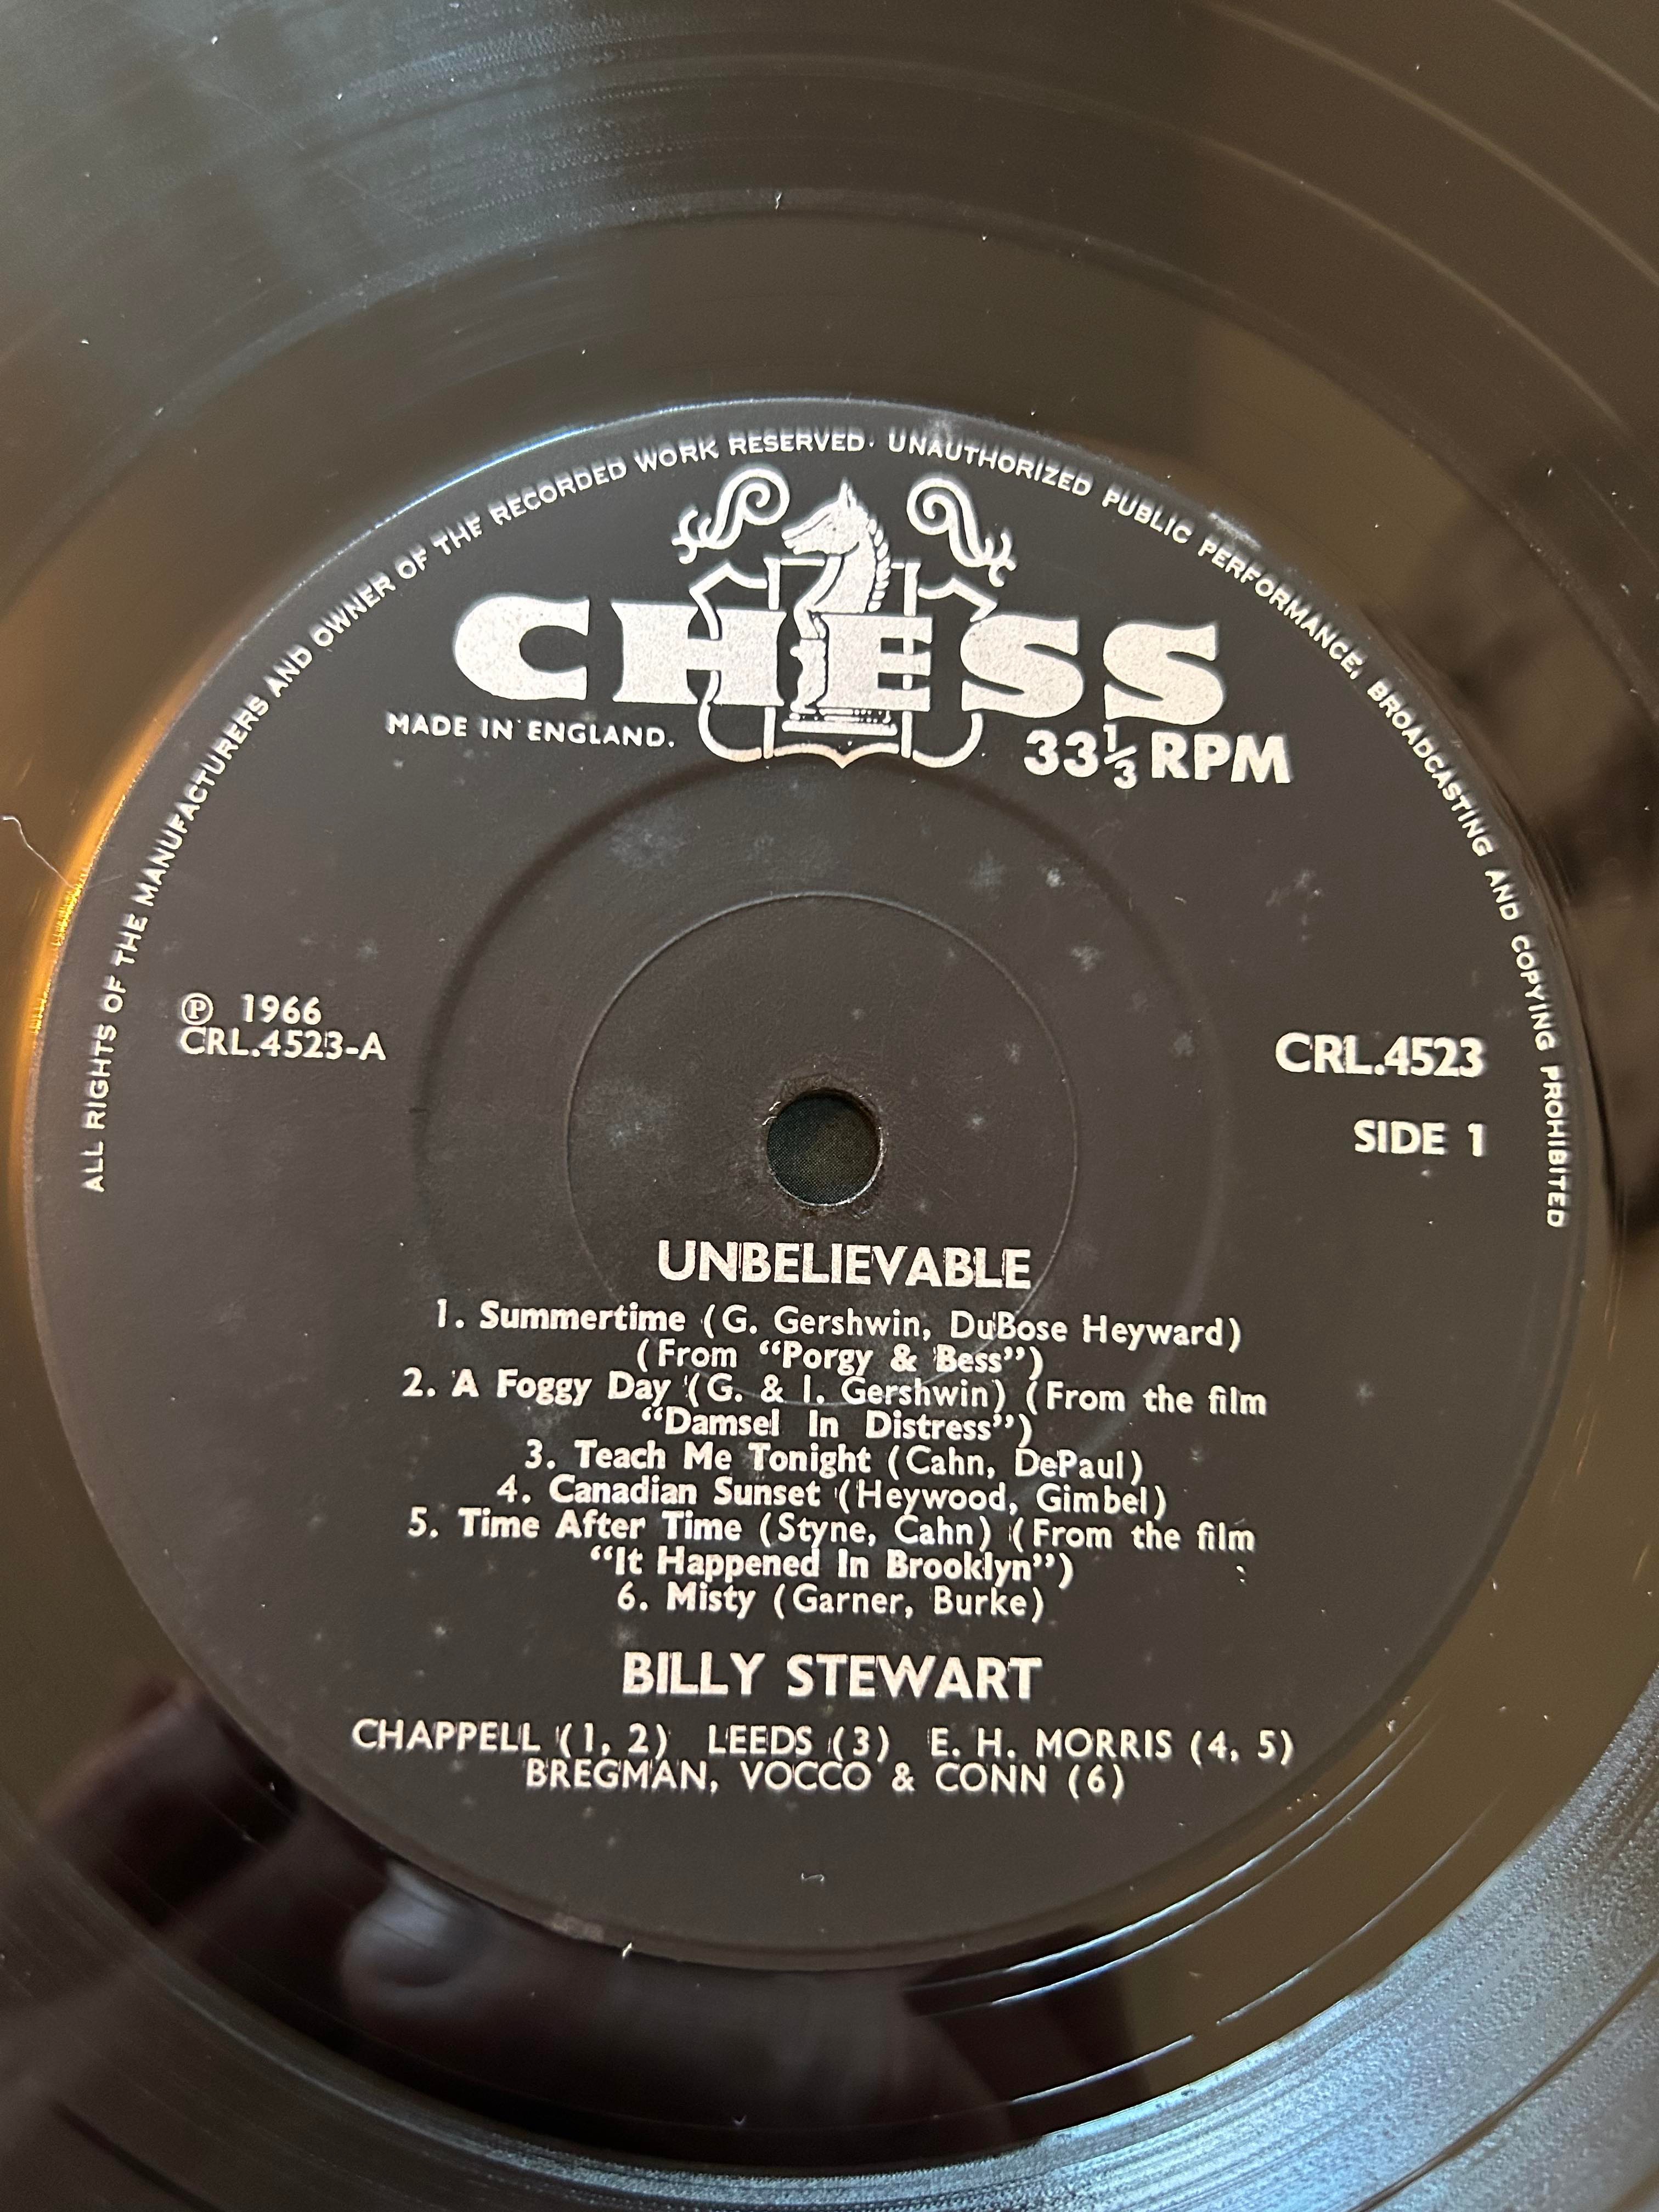 ALL RIGHTS OF THE MANUFACTURERS AND OWNER OF THE RECORDED WORK RESERVED· UNAUTHORIZED PUBLIC PERFORMANCE, BROADCASTING AND COPYING PROHIBITED
CHESS
MADE IN ENGLAND.
33⅓ RPM
℗ 1966
CRL.4523-A
CRL.4523
SIDE 1
UNBELIEVABLE
1. Summertime (G. Gershwin, DuBose Heyward)
(From “Porgy & Bess”)
2. A Foggy Day (G. & I. Gershwin) (From the film
“Damsel In Distress”)
3. Teach Me Tonight (Cahn, DePaul)
4. Canadian Sunset (Heywood, Gimbel)
5. Time After Time (Styne, Cahn) (From the film
“It Happened In Brooklyn”)
6. Misty (Garner, Burke)
BILLY STEWART
CHAPPELL (1, 2) LEEDS (3) E. H. MORRIS (4, 5)
BREGMAN, VOCCO & CONN (6)